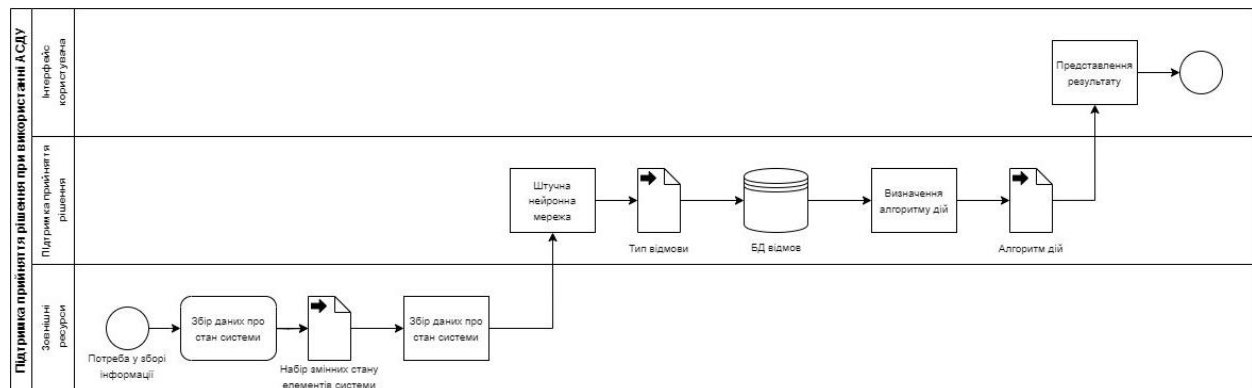 Підтримка прийняття рішення при використанні АСДУ
Інтерфейс
користувача
Представлення
результату
Підтримка прийняття
рішення
Штучна
нейронна
мережа
Тип відмови
БД відмов
Визначення
алгоритму дій
Алгоритм дій
Зовнішні
ресурси
Потреба у зборі
інформації
Збір даних про
стан системи
Набір змінних стану
елементів системи
Збір даних про
стан системи